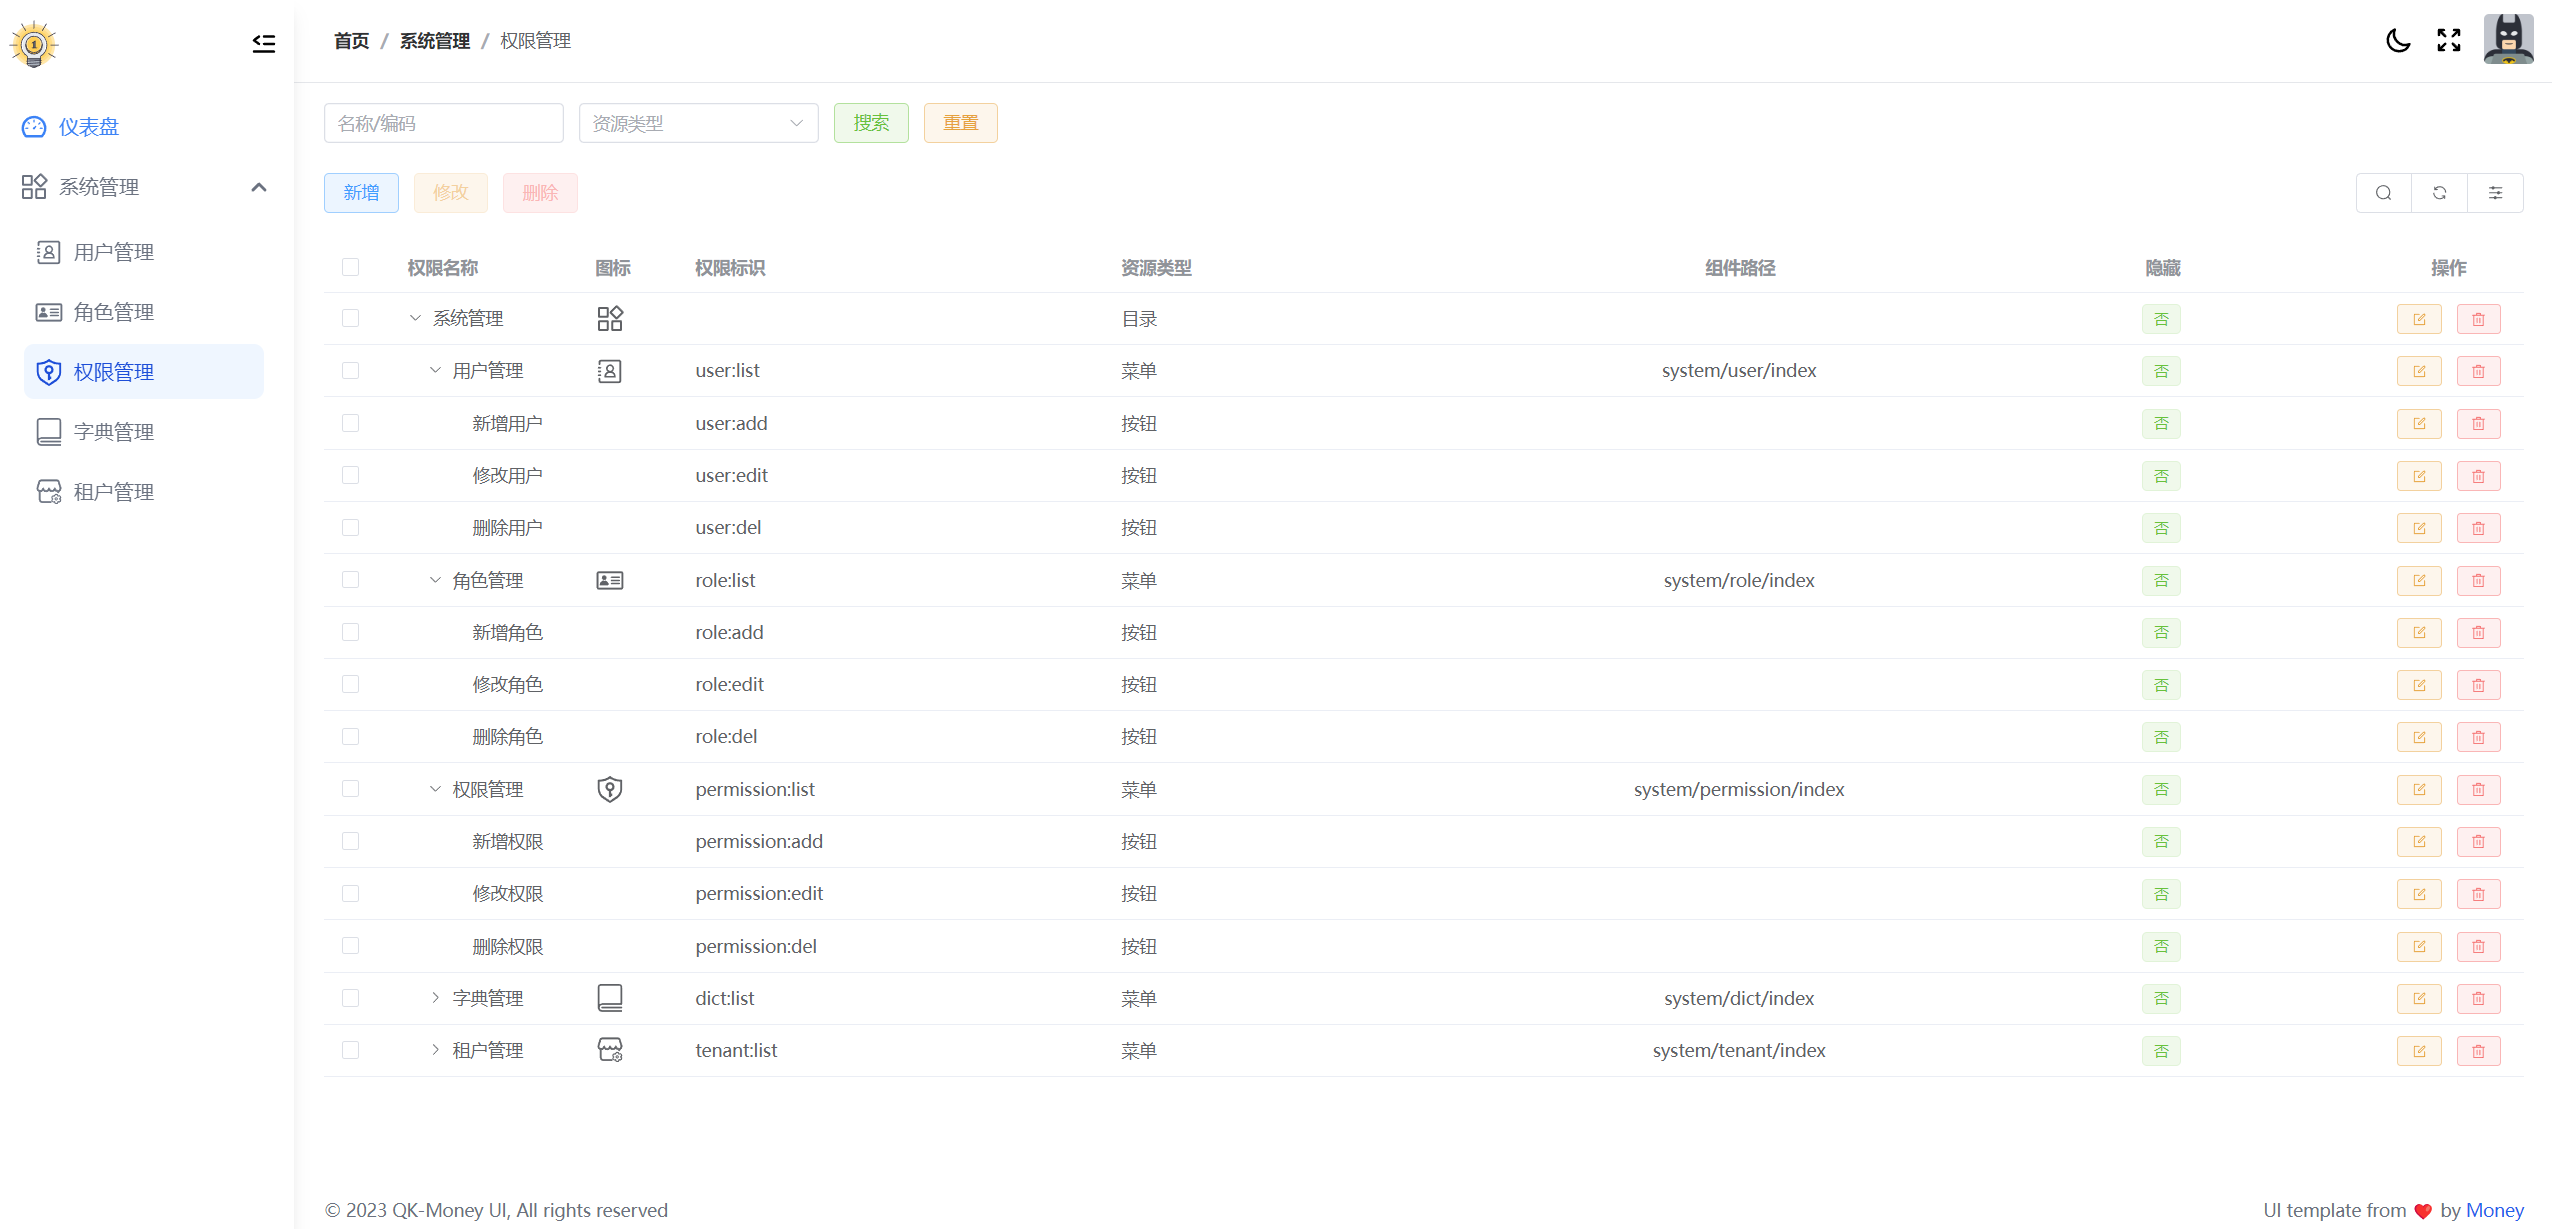 首页 / 系统管理 / 权限管理
仪表盘
系统管理
用户管理
角色管理
权限管理
字典管理
租户管理
名称/编码 资源类型 搜索 重置
新增 修改 删除
权限名称 图标 权限标识 资源类型 组件路径 隐藏 操作
系统管理 目录 否
用户管理 user:list 菜单 system/user/index 否
新增用户 user:add 按钮 否
修改用户 user:edit 按钮 否
删除用户 user:del 按钮 否
角色管理 role:list 菜单 system/role/index 否
新增角色 role:add 按钮 否
修改角色 role:edit 按钮 否
删除角色 role:del 按钮 否
权限管理 permission:list 菜单 system/permission/index 否
新增权限 permission:add 按钮 否
修改权限 permission:edit 按钮 否
删除权限 permission:del 按钮 否
字典管理 dict:list 菜单 system/dict/index 否
租户管理 tenant:list 菜单 system/tenant/index 否
© 2023 QK-Money UI, All rights reserved
UI template from ❤️ by Money